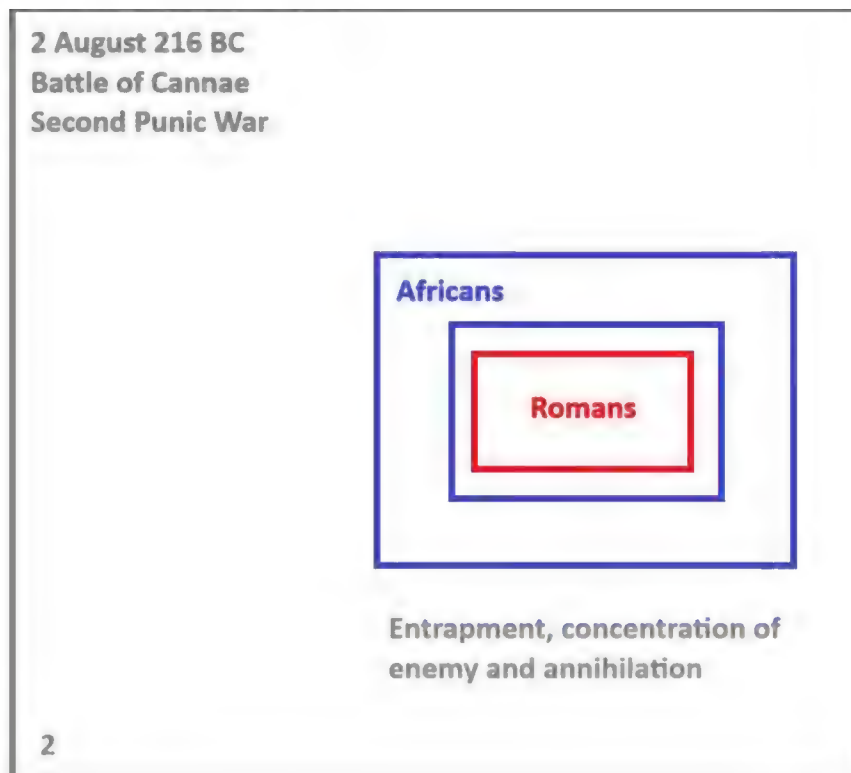 2 August 216 BC
Battle of Cannae
Second Punic War
Africans
Romans
Entrapment, concentration of
enemy and annihilation
2